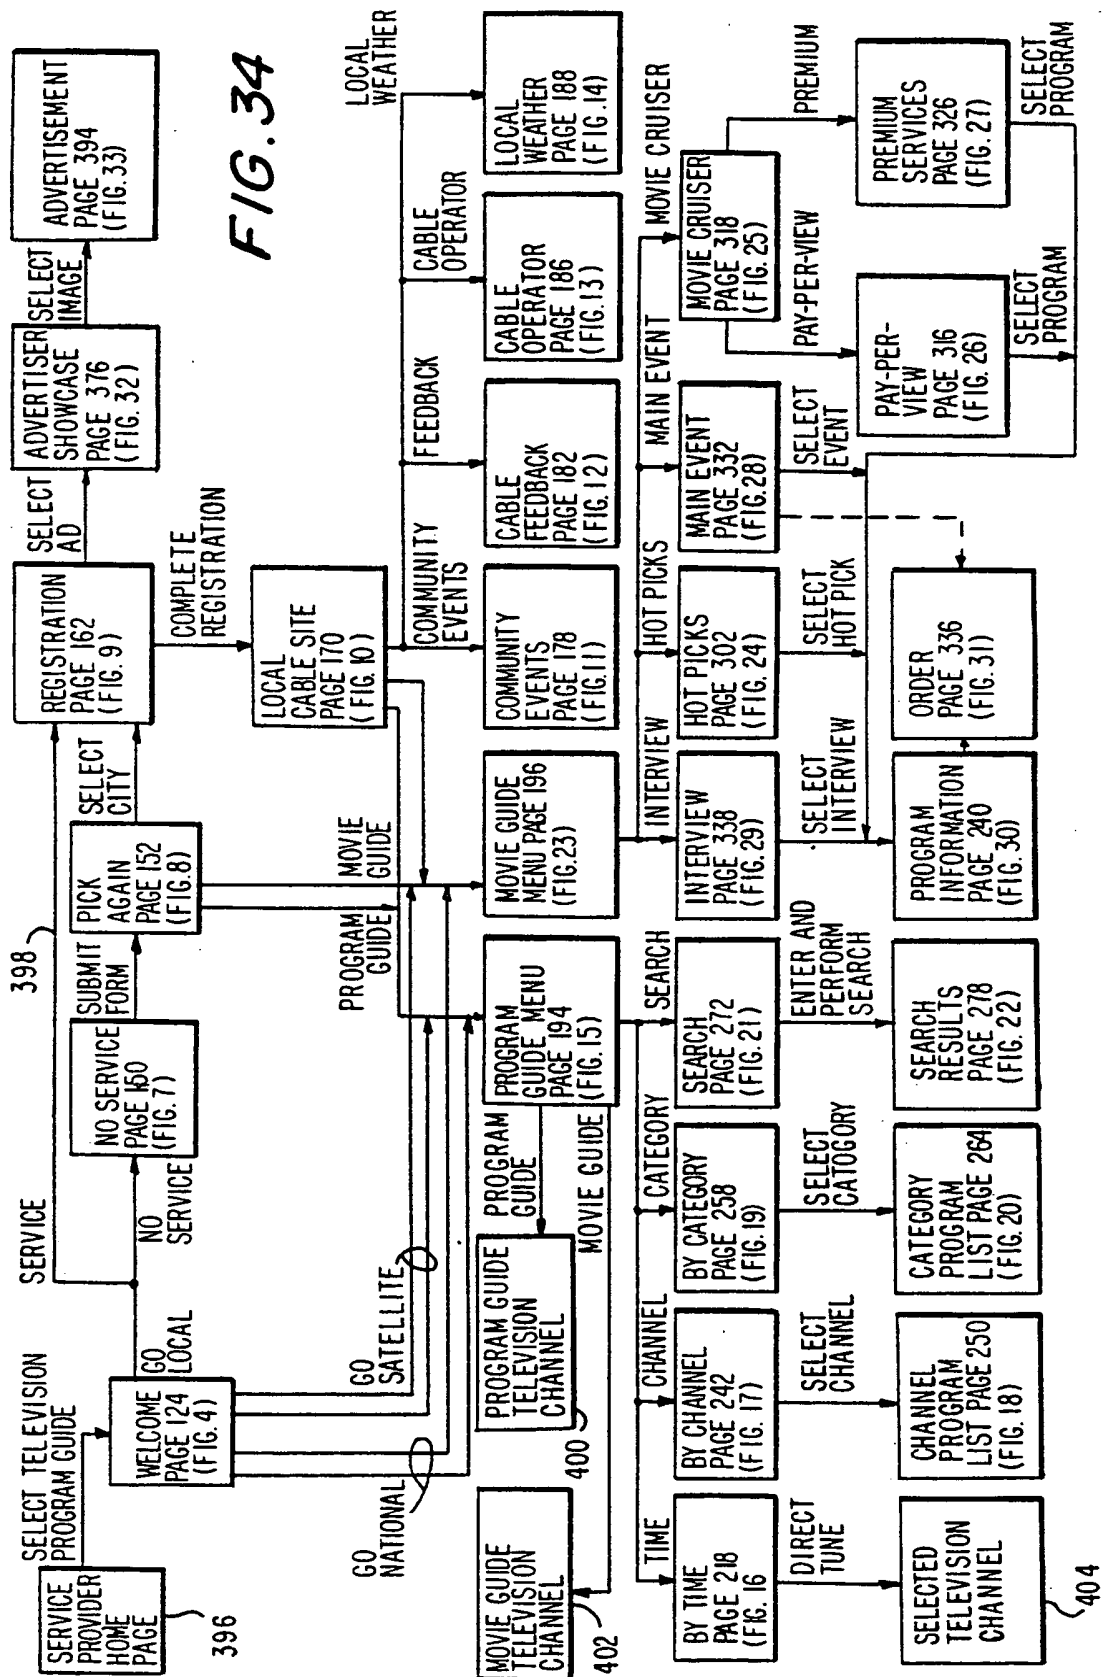 FIG. 34
SERVICE
PROVIDER
HOME
PAGE
396
SELECT TELEVISION
PROGRAM GUIDE
WELCOME
PAGE 124
(FIG. 4)
GO LOCAL
SERVICE
NO SERVICE
398
NO SERVICE
PAGE 150
(FIG. 7)
SUBMIT
FORM
PICK
AGAIN
PAGE 152
(FIG. 8)
SELECT
CITY
REGISTRATION
PAGE 162
(FIG. 9)
SELECT
AD
ADVERTISER
SHOWCASE
PAGE 376
(FIG. 32)
SELECT
IMAGE
ADVERTISEMENT
PAGE 394
(FIG.33)
COMPLETE
REGISTRATION
LOCAL
CABLE SITE
PAGE 170
(FIG. 10)
GO SATELLITE
GO
NATIONAL
PROGRAM
GUIDE
MOVIE
GUIDE
COMMUNITY
EVENTS
FEEDBACK
CABLE
OPERATOR
LOCAL
WEATHER
MOVIE GUIDE
TELEVISION
CHANNEL
402
PROGRAM GUIDE
TELEVISION
CHANNEL
400
PROGRAM
GUIDE
MOVIE GUIDE
PROGRAM
GUIDE MENU
PAGE 194
(FIG. 15)
MOVIE GUIDE
MENU PAGE 196
(FIG.23)
COMMUNITY
EVENTS
PAGE 178
(FIG.11)
CABLE
FEEDBACK
PAGE 182
(FIG. 12)
CABLE
OPERATOR
PAGE 186
(FIG.13)
LOCAL
WEATHER
PAGE 188
(FIG.14)
TIME
CHANNEL
CATEGORY
SEARCH
INTERVIEW
HOT PICKS
MAIN EVENT
MOVIE CRUISER
BY TIME
PAGE 218
(FIG. 16
BY CHANNEL
PAGE 242
(FIG. 17)
BY CATEGORY
PAGE 258
(FIG.19)
SEARCH
PAGE 272
(FIG. 21)
INTERVIEW
PAGE 338
(FIG. 29)
HOT PICKS
PAGE 302
(FIG. 24)
MAIN EVENT
PAGE 332
(FIG.28)
MOVIE CRUISER
PAGE 318
(FIG. 25)
PAY-PER-VIEW
PREMIUM
DIRECT
TUNE
SELECT
CHANNEL
SELECT
CATOGORY
ENTER AND
PERFORM
SEARCH
SELECT
INTERVIEW
SELECT
HOT PICK
SELECT
EVENT
PAY-PER-
VIEW
PAGE 316
(FIG. 26)
PREMIUM
SERVICES
PAGE 326
(FIG. 27)
SELECT
PROGRAM
SELECT
PROGRAM
SELECTED
TELEVISION
CHANNEL
404
CHANNEL
PROGRAM
LIST PAGE 250
(FIG. 18)
CATEGORY
PROGRAM
LIST PAGE 264
(FIG. 20)
SEARCH
RESULTS
PAGE 278
(FIG. 22)
PROGRAM
INFORMATION
PAGE 240
(FIG. 30)
ORDER
PAGE 336
(FIG. 31)